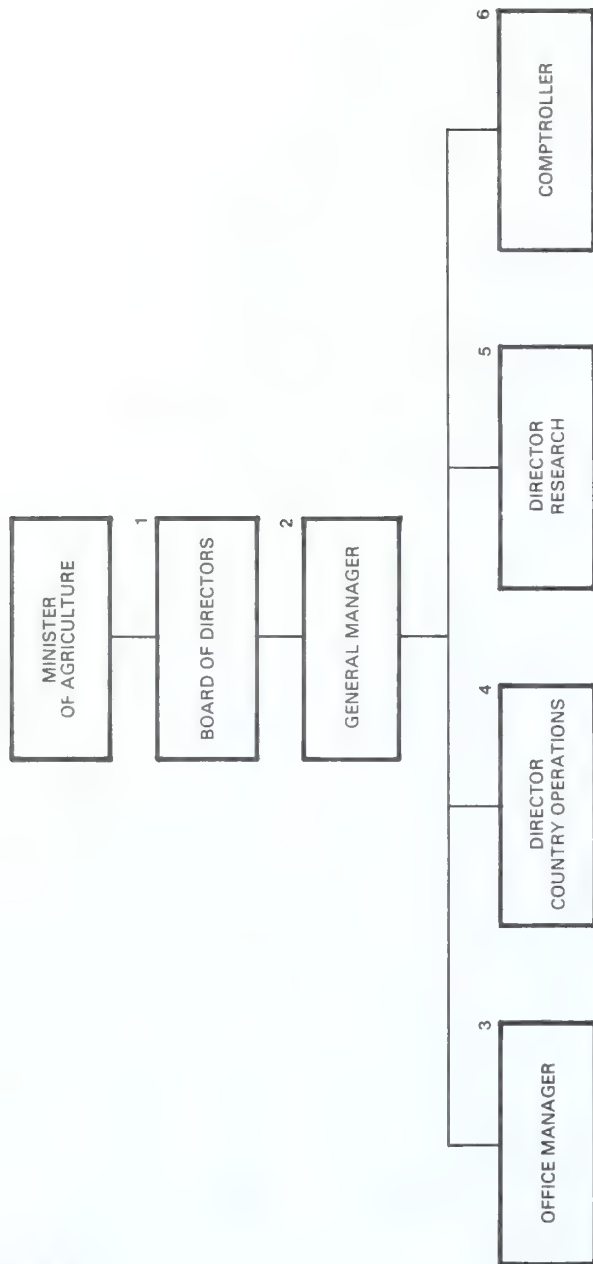 MINISTER
OF AGRICULTURE
1
BOARD OF DIRECTORS
2
GENERAL MANAGER
3
OFFICE MANAGER
4
DIRECTOR
COUNTRY OPERATIONS
5
DIRECTOR
RESEARCH
6
COMPTROLLER